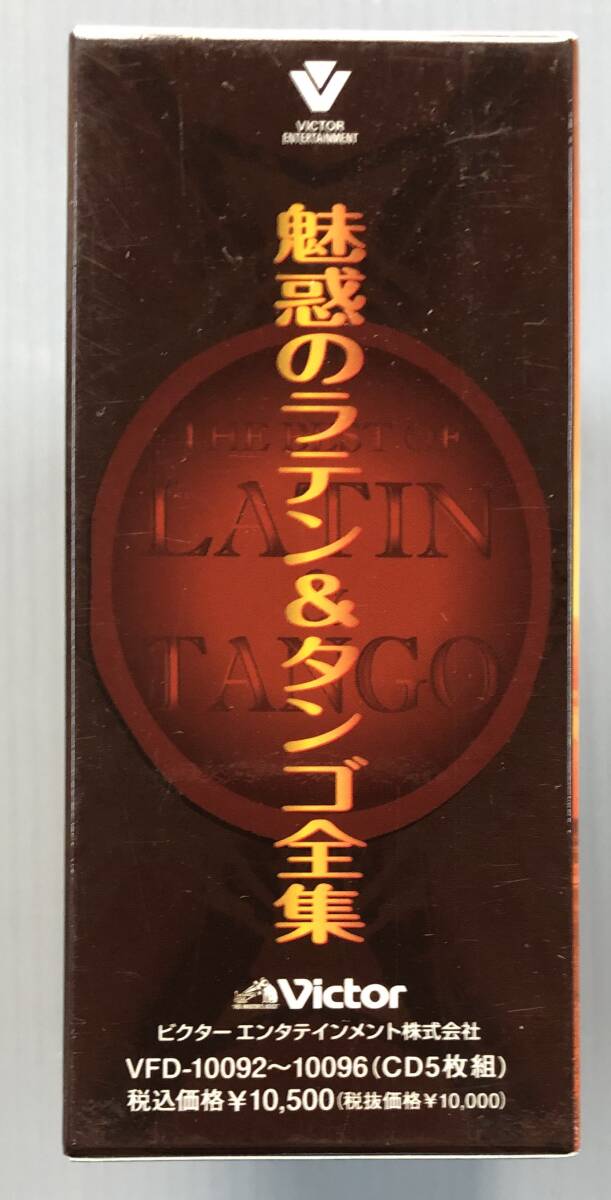 VICTOR
ENTERTAINMENT
魅惑のラテン&タンゴ全集
THE BEST OF
LATIN
&
TANGO
Victor
ビクター エンタテインメント株式会社
VFD-10092～10096(CD5枚組)
税込価格¥10,500(税抜価格¥10,000)